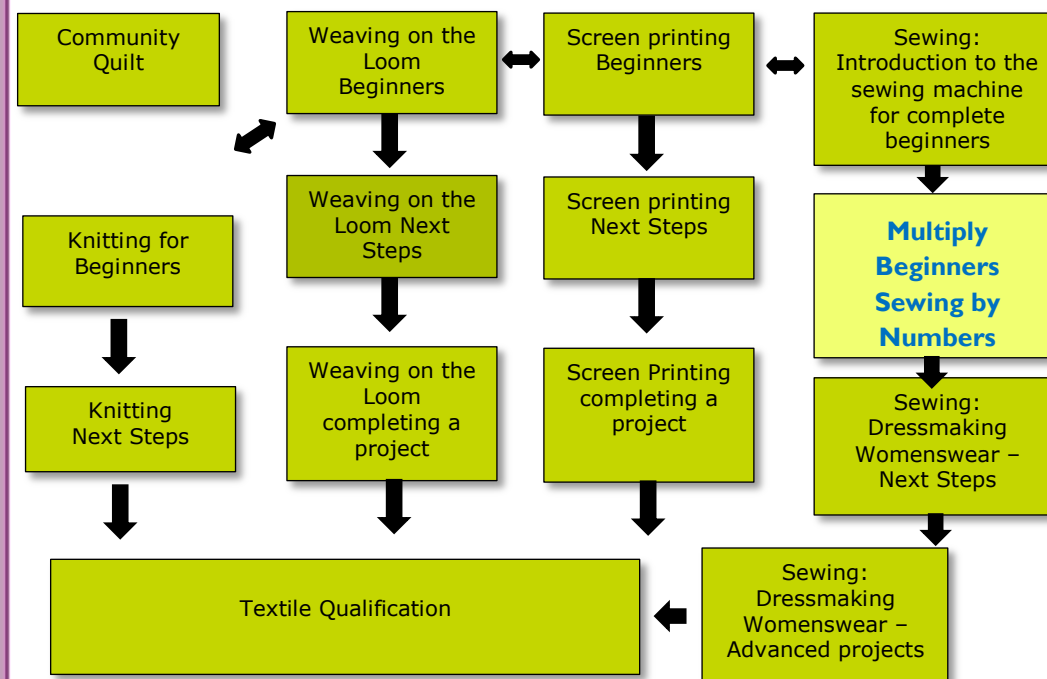 Community
Quilt
Weaving on the
Loom
Beginners
Screen printing
Beginners
Sewing:
Introduction to the
sewing machine
for complete
beginners
Knitting for
Beginners
Weaving on the
Loom Next
Steps
Screen printing
Next Steps
Multiply
Beginners
Sewing by
Numbers
Knitting
Next Steps
Weaving on the
Loom
completing a
project
Screen Printing
completing a
project
Sewing:
Dressmaking
Womenswear –
Next Steps
Textile Qualification
Sewing:
Dressmaking
Womenswear –
Advanced projects